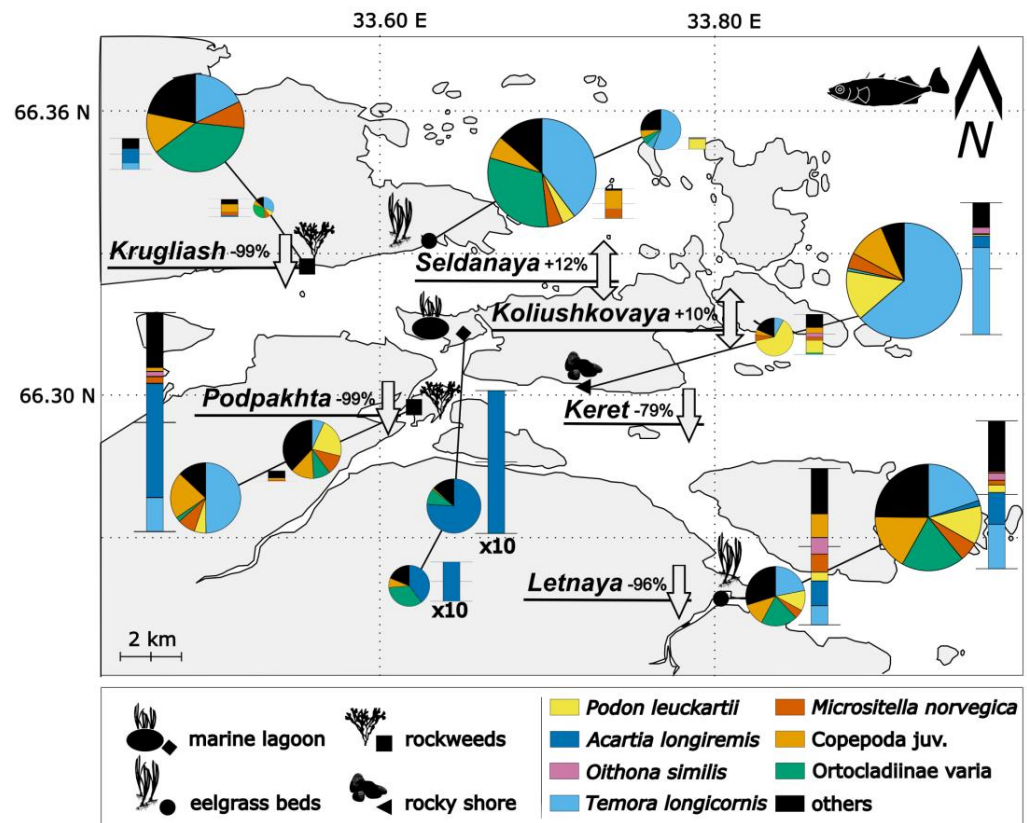 33.60 E 33.80 E
66.36 N
N
Krugliash -99%
Seldanaya +12%
Koliushkovaya +10%
66.30 N
Podpakhta -99%
Keret -79%
x10
x10
Letnaya -96%
2 km
marine lagoon
rockweeds
eelgrass beds
rocky shore
Podon leuckartii
Micrositella norvegica
Acartia longiremis
Copepoda juv.
Oithona similis
Ortocladiinae varia
Temora longicornis
others